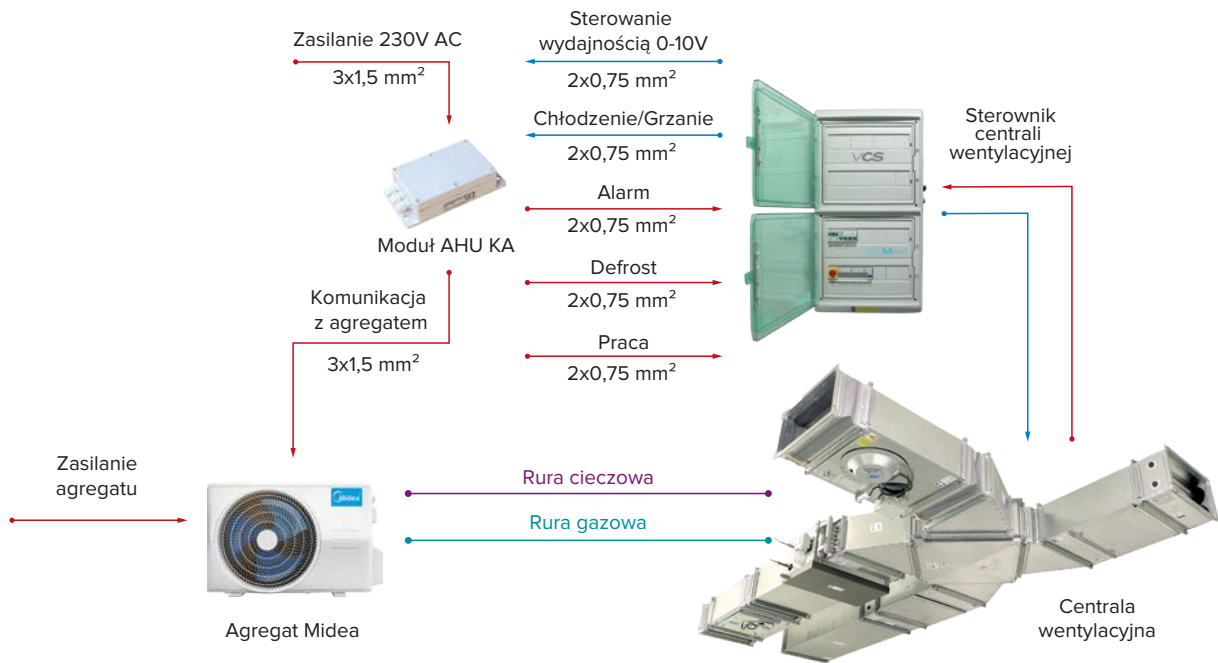 Zasilanie 230V AC
3x1,5 mm²
Sterowanie
wydajnością 0-10V
2x0,75 mm²
Chłodzenie/Grzanie
2x0,75 mm²
Alarm
2x0,75 mm²
Defrost
2x0,75 mm²
Praca
2x0,75 mm²
Moduł AHU KA
Komunikacja
z agregatem
3x1,5 mm²
VCS
Sterownik
centrali
wentylacyjnej
Zasilanie
agregatu
Midea
Agregat Midea
Rura cieczowa
Rura gazowa
Centrala
wentylacyjna